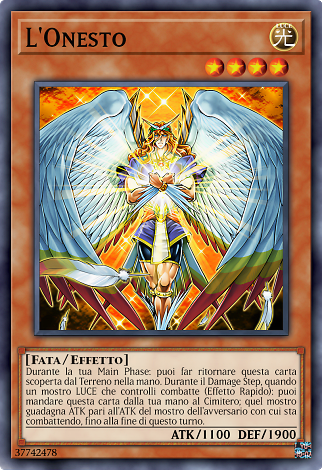 L'Onesto
光
[Fata/Effetto]
Durante la tua Main Phase: puoi far ritornare questa carta
scoperta dal Terreno nella mano. Durante il Damage Step, quando
un mostro LUCE che controlli combatte (Effetto Rapido): puoi
mandare questa carta dalla tua mano al Cimitero; quel mostro
guadagna ATK pari all'ATK del mostro dell'avversario con cui sta
combattendo, fino alla fine di questo turno.
ATK/1100 DEF/1900
37742478